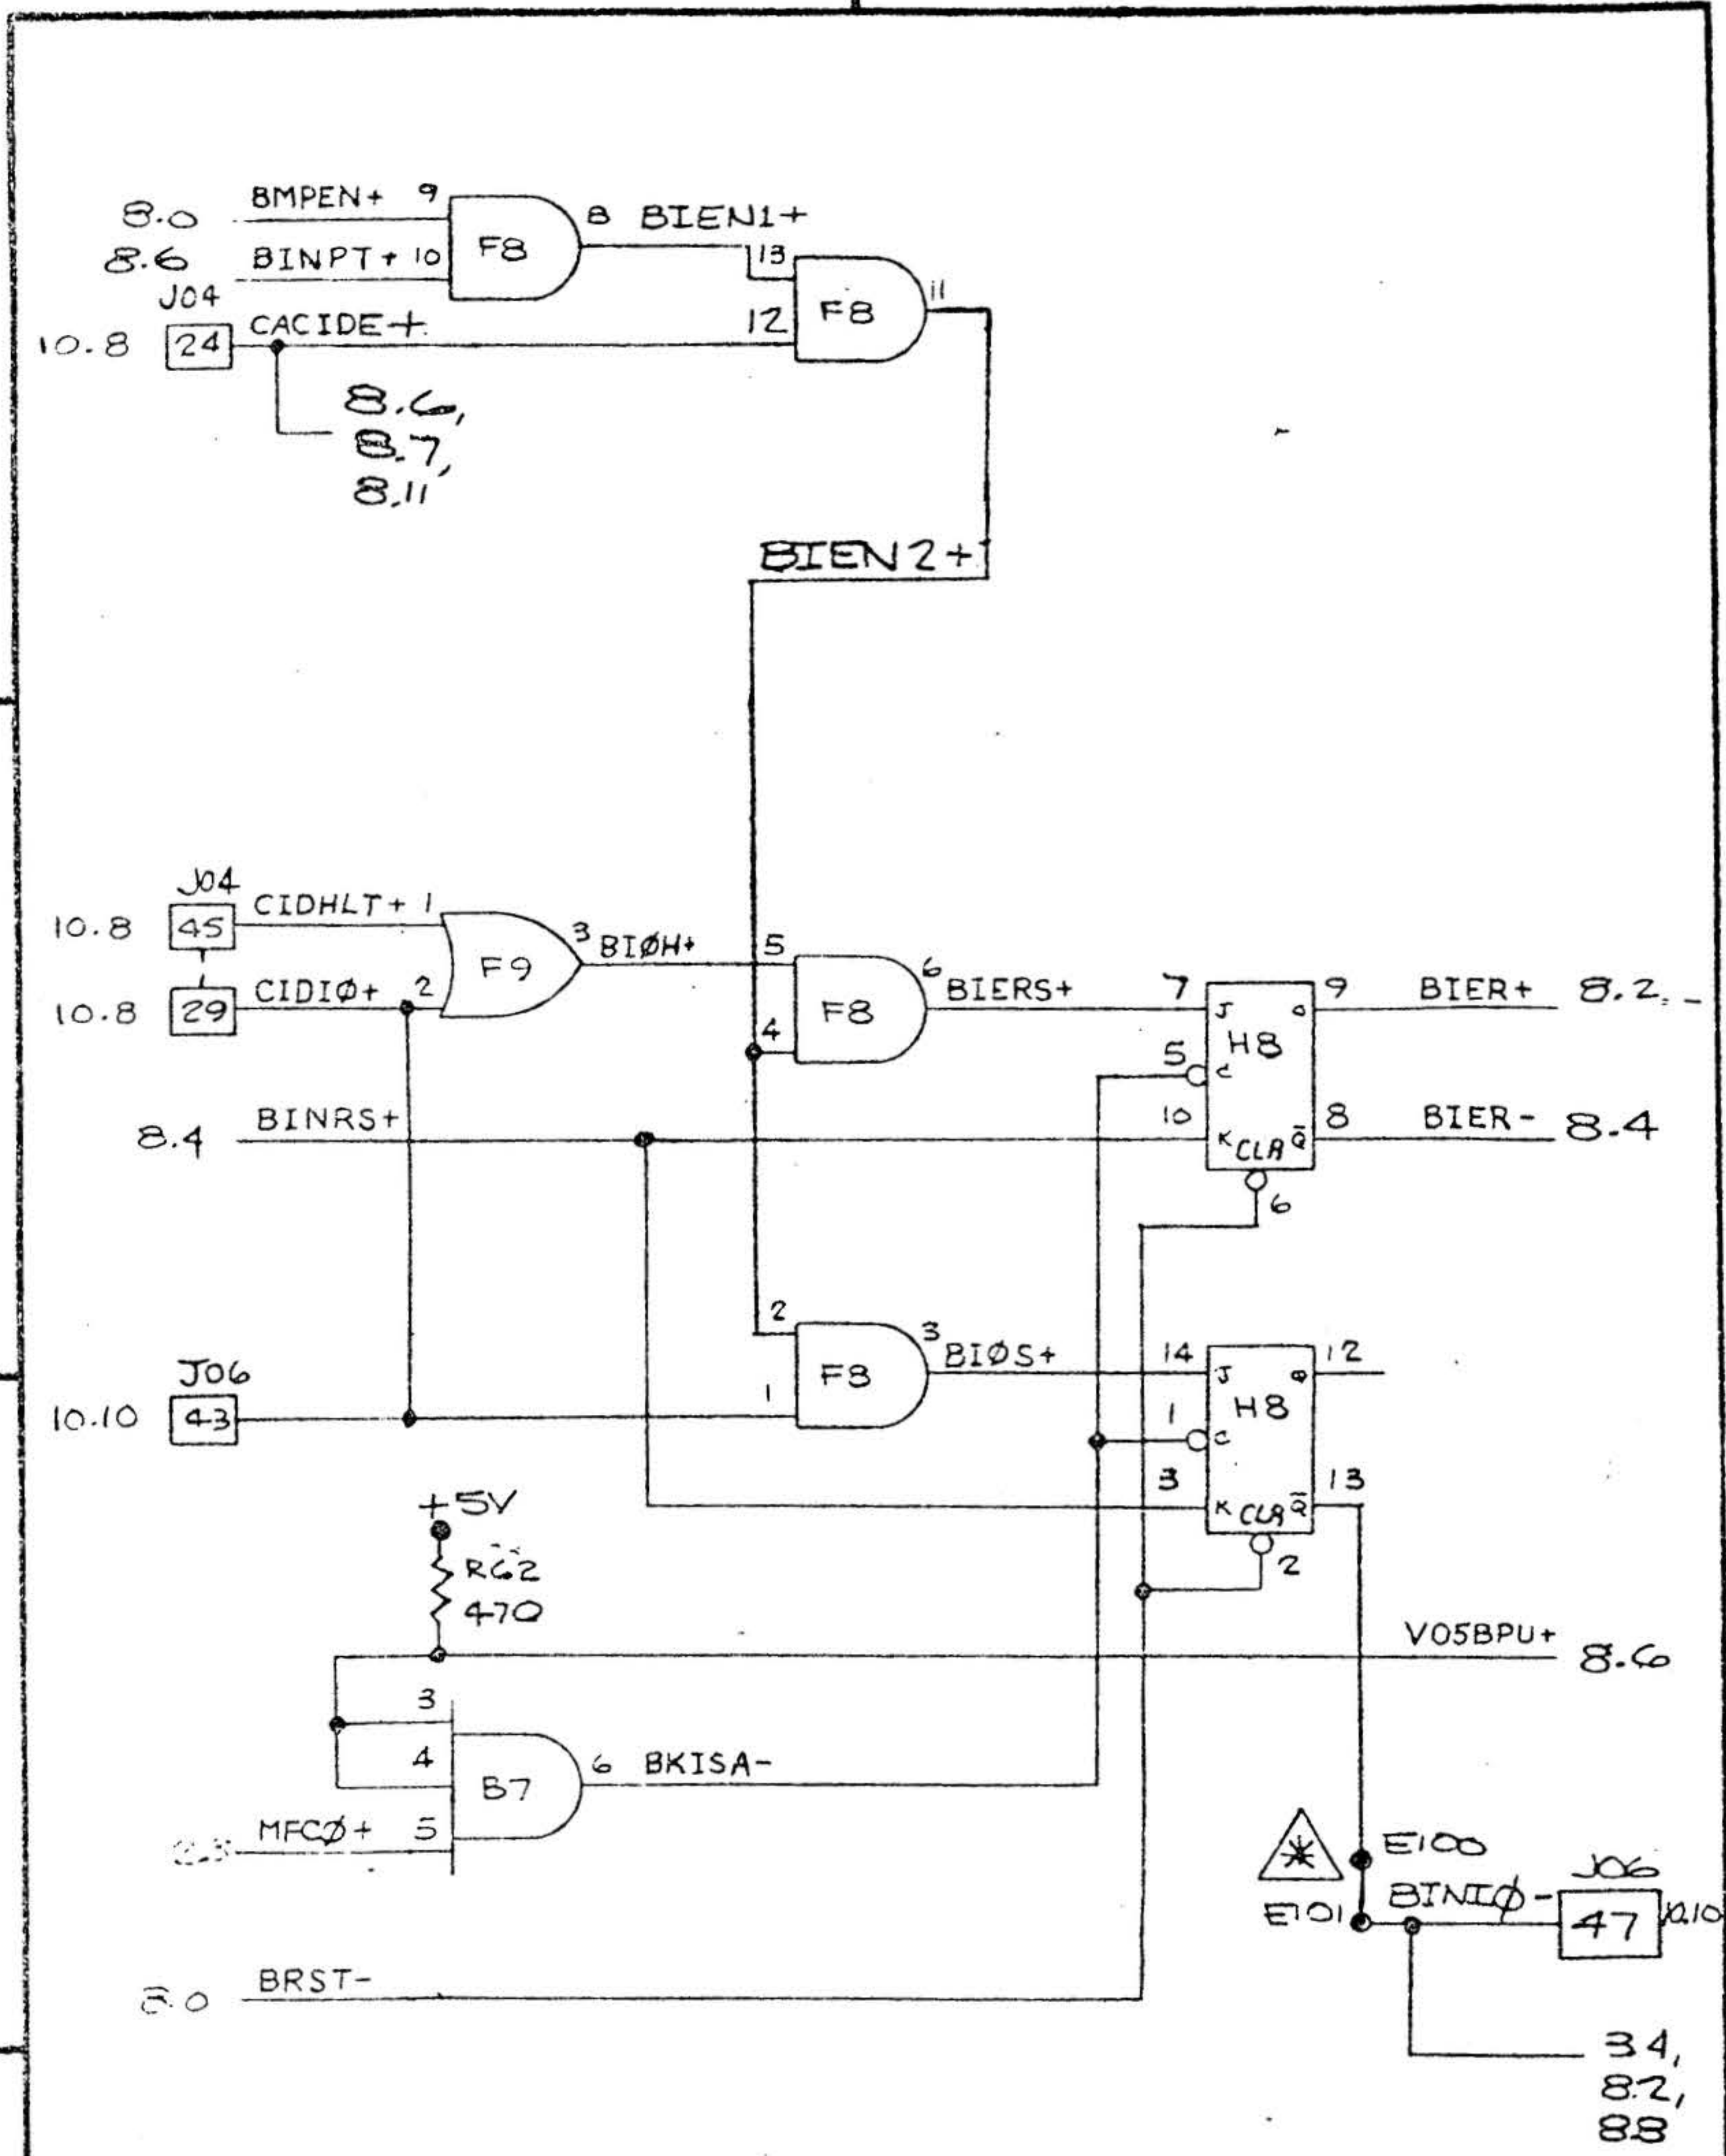 8.0 BMPEN+ 9
8 BIEN1+
F8
8.6 BINPT+ 10
13
J04
10.8 24 CACIDE+
12 F8 11
8.6,
8.7,
8.11
BIEN2+
J04
10.8 45 CIDHLT+ 1
F9 3 BIØH+ 5
10.8 29 CIDIØ+ 2
F8 6 BIERS+ 7 J Q 9 BIER+ 8.2
4
H8
5 C
8.4 BINRS+ 10 K CLR Q̅ 8 BIER- 8.4
6
2
J06
F8 3 BIØS+ 14 J Q 12
10.10 43 1
H8
1 C
3 K CLR Q̅ 13
2
+5V
R62
470
V05BPU+ 8.6
3
4
B7 6 BKISA-
MFCØ+ 5
E100
J06
E101 BINIØ- 47 10.10
8.0 BRST-
3.4,
8.2,
8.8